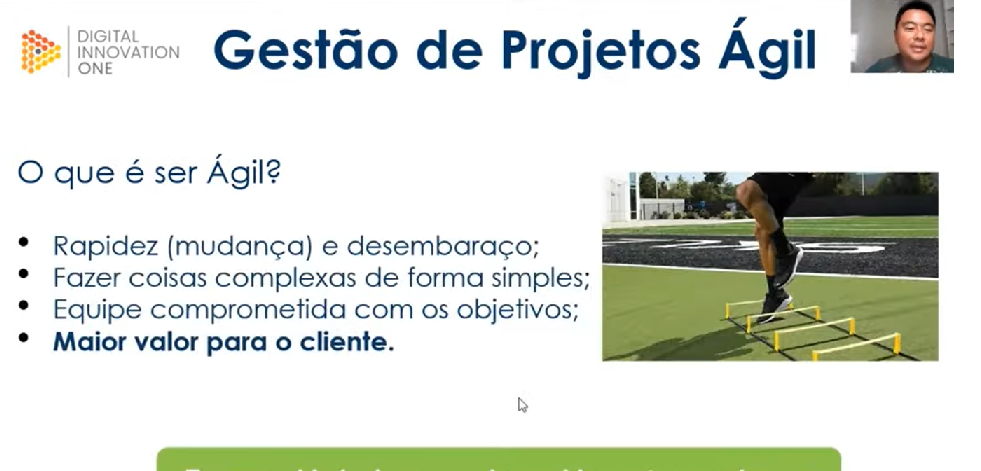 DIGITAL
INNOVATION
ONE
Gestão de Projetos Ágil
O que é ser Ágil?
• Rapidez (mudança) e desembaraço;
• Fazer coisas complexas de forma simples;
• Equipe comprometida com os objetivos;
• Maior valor para o cliente.